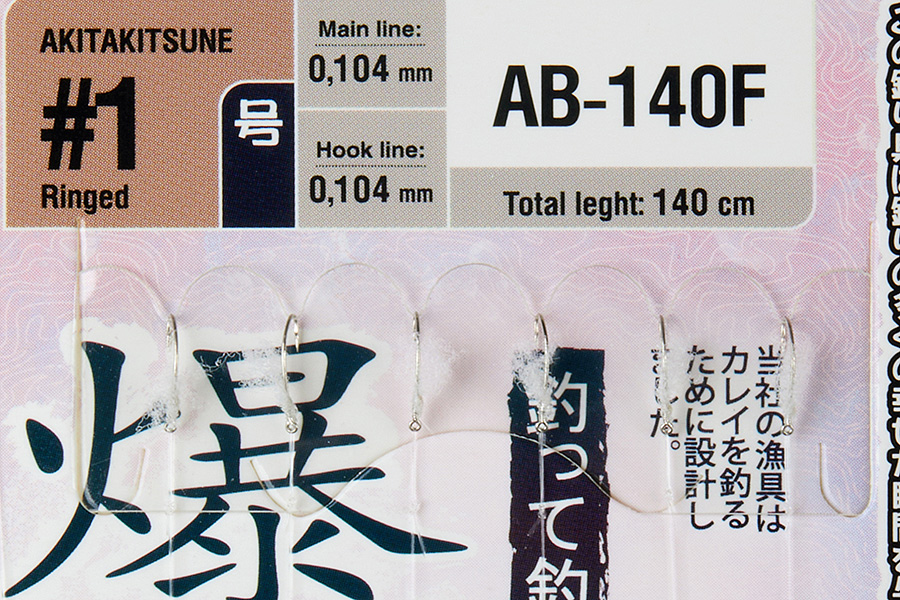 AKITAKITSUNE
#1
Ringed
号
Main line:
0,104 mm
Hook line:
0,104 mm
AB-140F
Total leght: 140 cm
爆
釣って釣
当社の漁具は
カレイを釣る
ために設計し
ました。